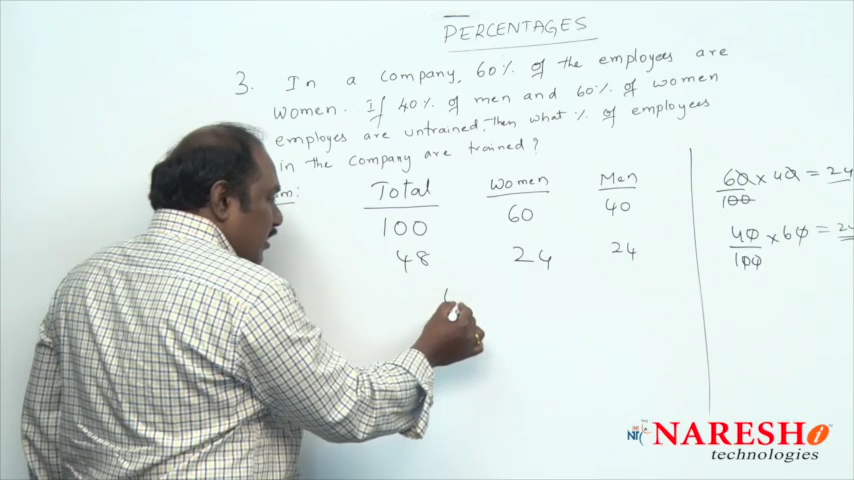 PERCENTAGES
3. In a company, 60% of the employees are
women. If 40% of men and 60% of women
employes are untrained, then what % of employees
in the company are trained?
Total Women Men
100 60 40
48 24 24
60/100 x 40 = 24
40/100 x 60 = 24
NARESH i
technologies